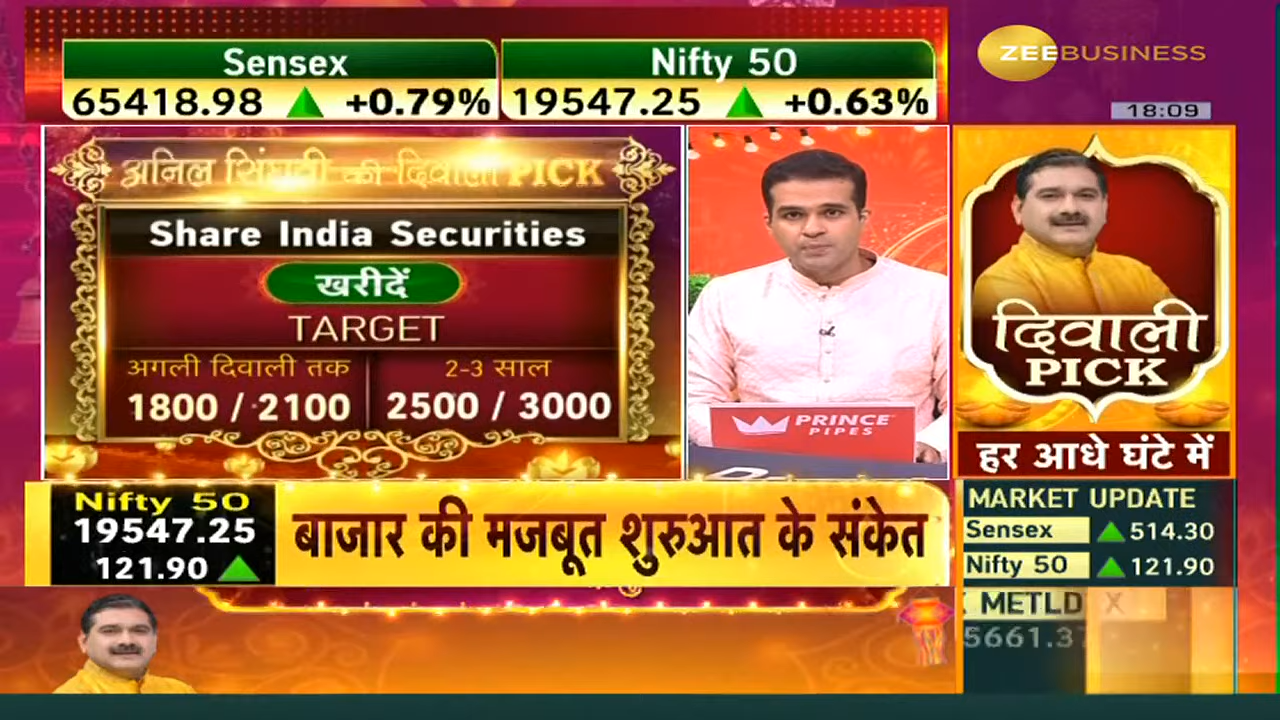 Sensex
65418.98 +0.79%
Nifty 50
19547.25 +0.63%
ZEEBUSINESS
18:09
अनिल सिंघवी की दिवाली PICK
Share India Securities
खरीदें
TARGET
अगली दिवाली तक
1800 / 2100
2-3 साल
2500 / 3000
PRINCE
PIPES
दिवाली
PICK
हर आधे घंटे में
Nifty 50
19547.25
121.90
बाजार की मजबूत शुरुआत के संकेत
MARKET UPDATE
Sensex 514.30
Nifty 50 121.90
METLD X
5661.37